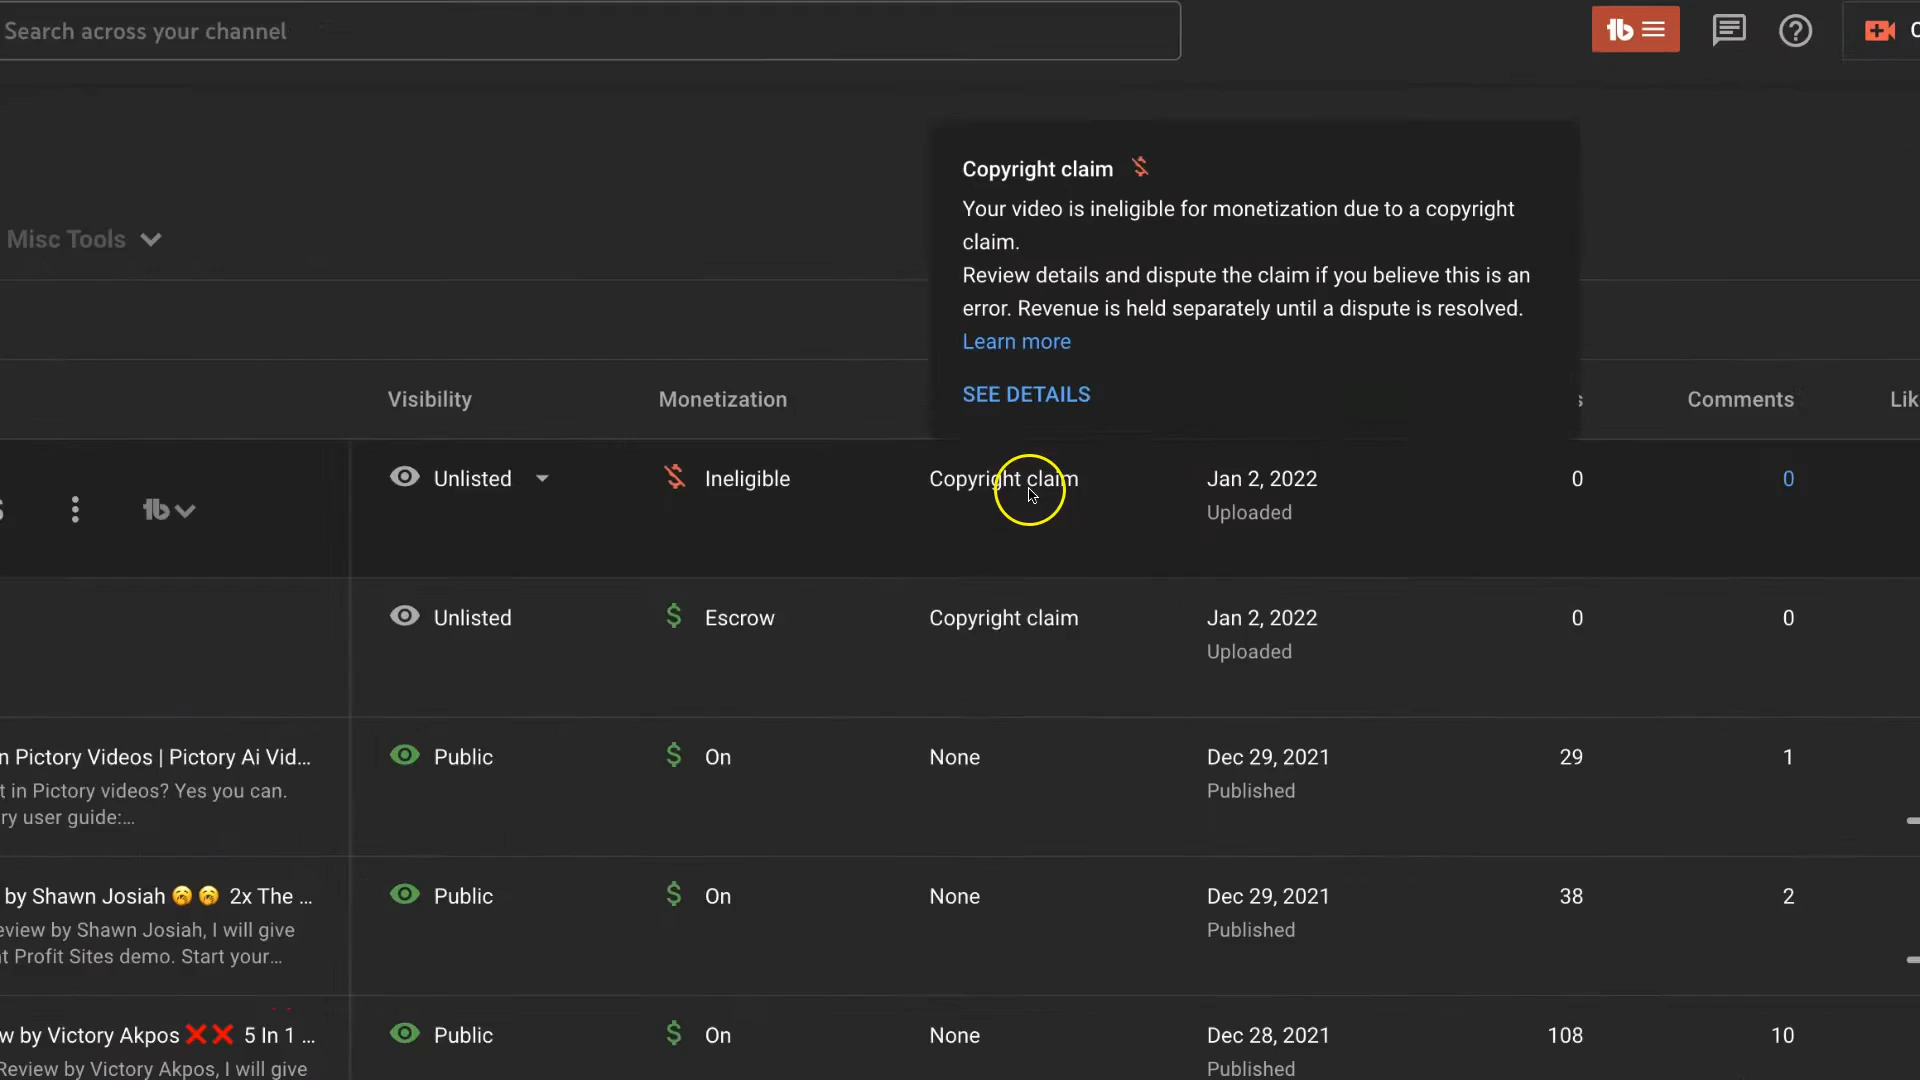 Search across your channel
Misc Tools
Copyright claim
Your video is ineligible for monetization due to a copyright
claim.
Review details and dispute the claim if you believe this is an
error. Revenue is held separately until a dispute is resolved.
Learn more
SEE DETAILS
Visibility Monetization Comments Lik
Unlisted Ineligible Copyright claim Jan 2, 2022 0 0
Uploaded
Unlisted Escrow Copyright claim Jan 2, 2022 0 0
Uploaded
n Pictory Videos | Pictory Ai Vid... Public On None Dec 29, 2021 29 1
t in Pictory videos? Yes you can. Published
ry user guide:...
by Shawn Josiah 🥱🥱 2x The ... Public On None Dec 29, 2021 38 2
eview by Shawn Josiah, I will give Published
t Profit Sites demo. Start your...
w by Victory Akpos ❌❌ 5 In 1 ... Public On None Dec 28, 2021 108 10
Review by Victory Akpos, I will give Published